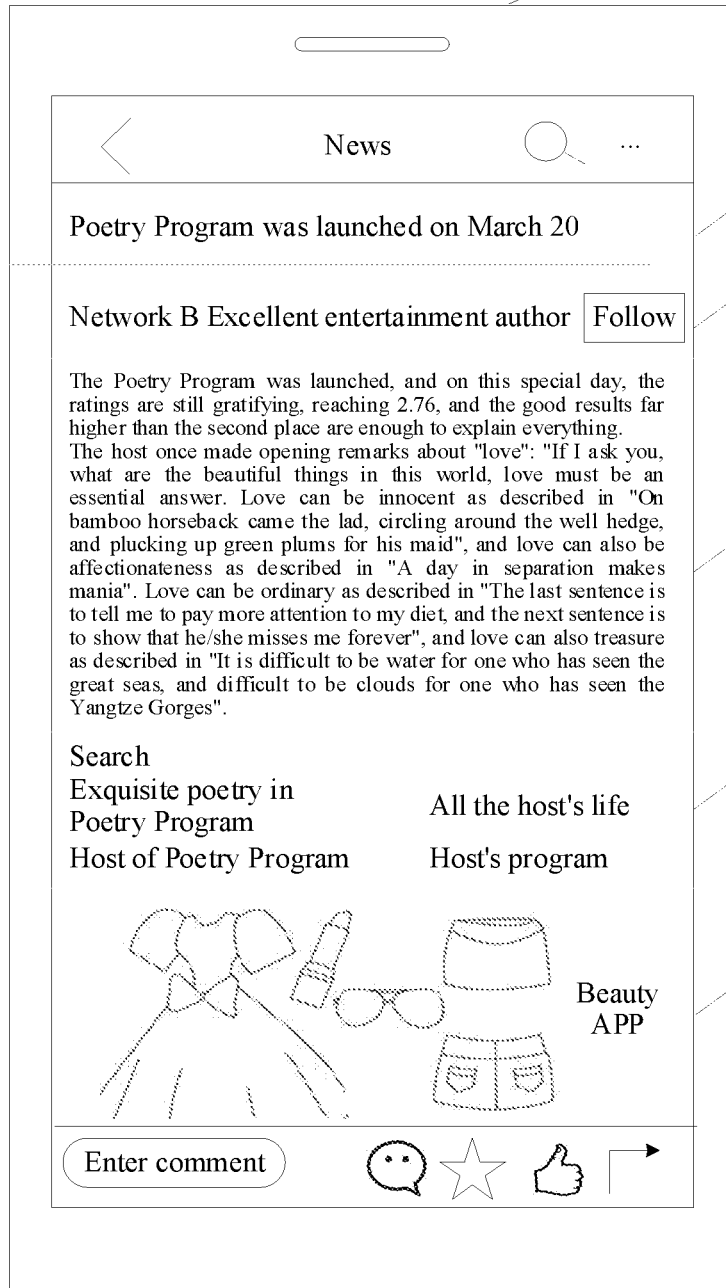 News
...
Poetry Program was launched on March 20
Network B Excellent entertainment author Follow
The Poetry Program was launched, and on this special day, the
ratings are still gratifying, reaching 2.76, and the good results far
higher than the second place are enough to explain everything.
The host once made opening remarks about "love": "If I ask you,
what are the beautiful things in this world, love must be an
essential answer. Love can be innocent as described in "On
bamboo horseback came the lad, circling around the well hedge,
and plucking up green plums for his maid", and love can also be
affectionateness as described in "A day in separation makes
mania". Love can be ordinary as described in "The last sentence is
to tell me to pay more attention to my diet, and the next sentence is
to show that he/she misses me forever", and love can also treasure
as described in "It is difficult to be water for one who has seen the
great seas, and difficult to be clouds for one who has seen the
Yangtze Gorges".
Search
Exquisite poetry in
Poetry Program
All the host's life
Host of Poetry Program
Host's program
Beauty
APP
Enter comment